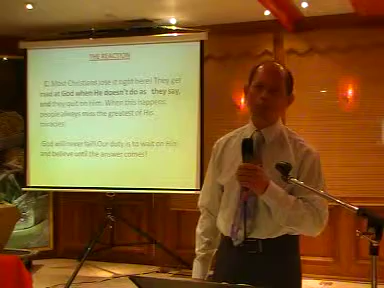 THE REACTION
C. Most Christians lose it right here! They get
mad at God when He doesn't do as they say,
and they quit on Him. When this happens
people always miss the greatest of His
miracles.
God will never fail! Our duty is to wait on Him
and believe until the answer comes!